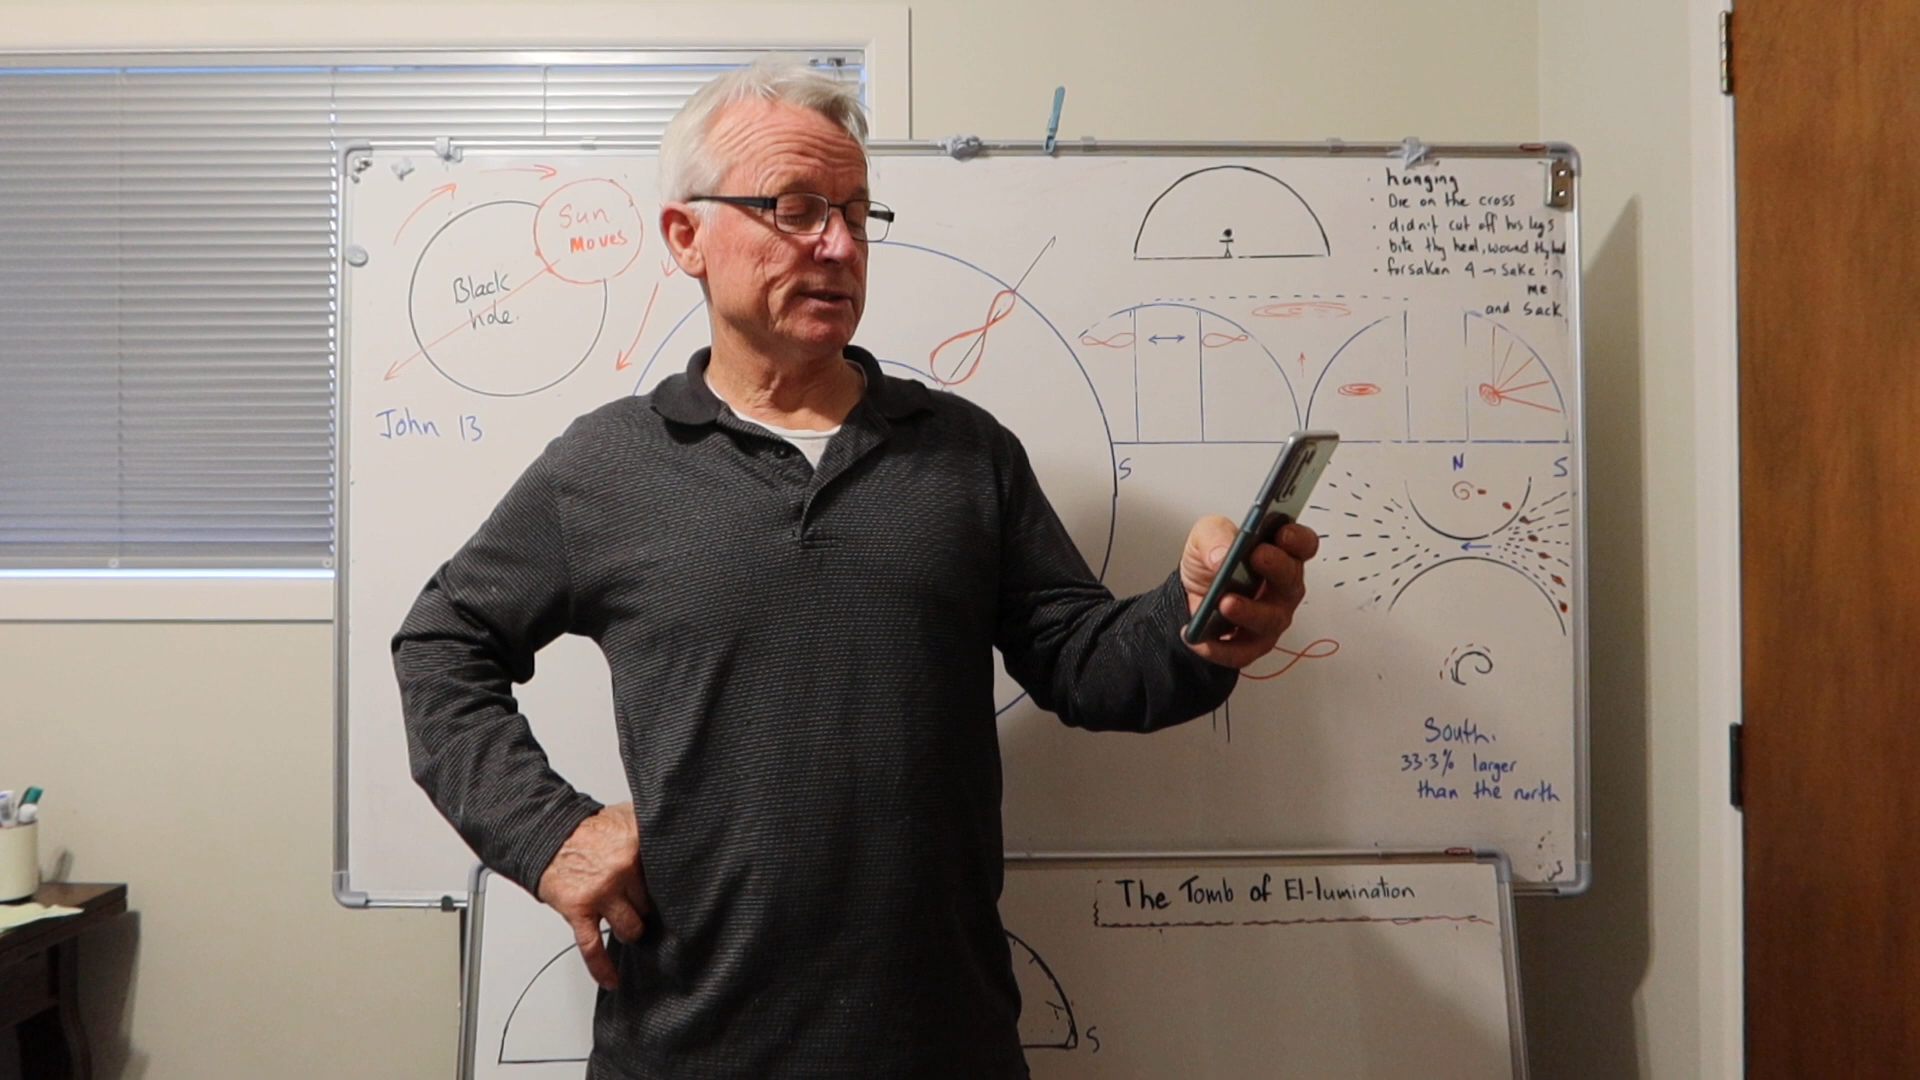 Sun
Moves
Black
hole.
John 13
· hanging
· Die on the cross
· didn't cut off his legs
· bite thy heel, wound thy head
· forsaken 4 → Sake in
me
and Sack
S
N
S
G
South.
33.3% larger
than the north
The Tomb of El-lumination
S